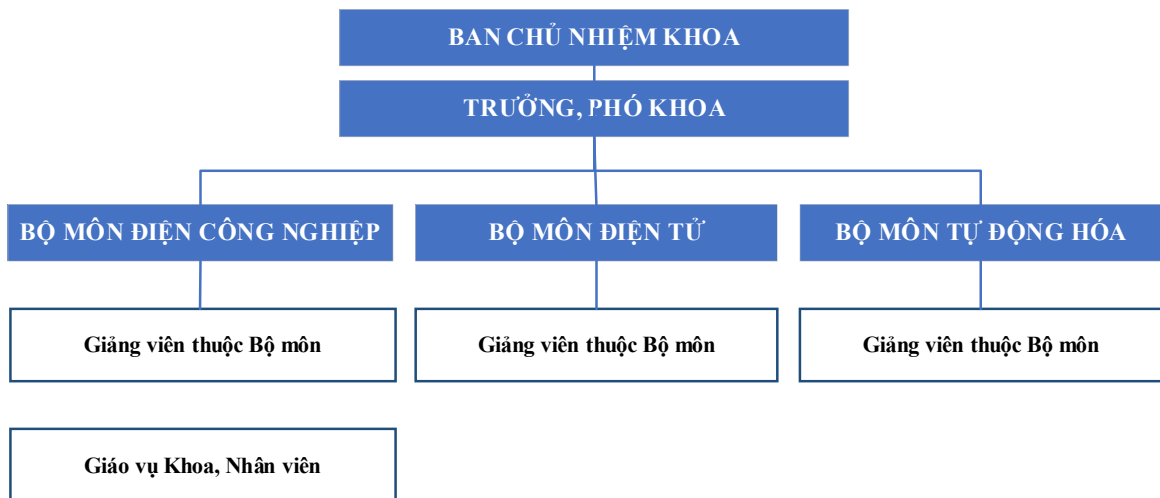 BAN CHỦ NHIỆM KHOA
TRƯỞNG, PHÓ KHOA
BỘ MÔN ĐIỆN CÔNG NGHIỆP
BỘ MÔN ĐIỆN TỬ
BỘ MÔN TỰ ĐỘNG HÓA
Giảng viên thuộc Bộ môn
Giảng viên thuộc Bộ môn
Giảng viên thuộc Bộ môn
Giáo vụ Khoa, Nhân viên